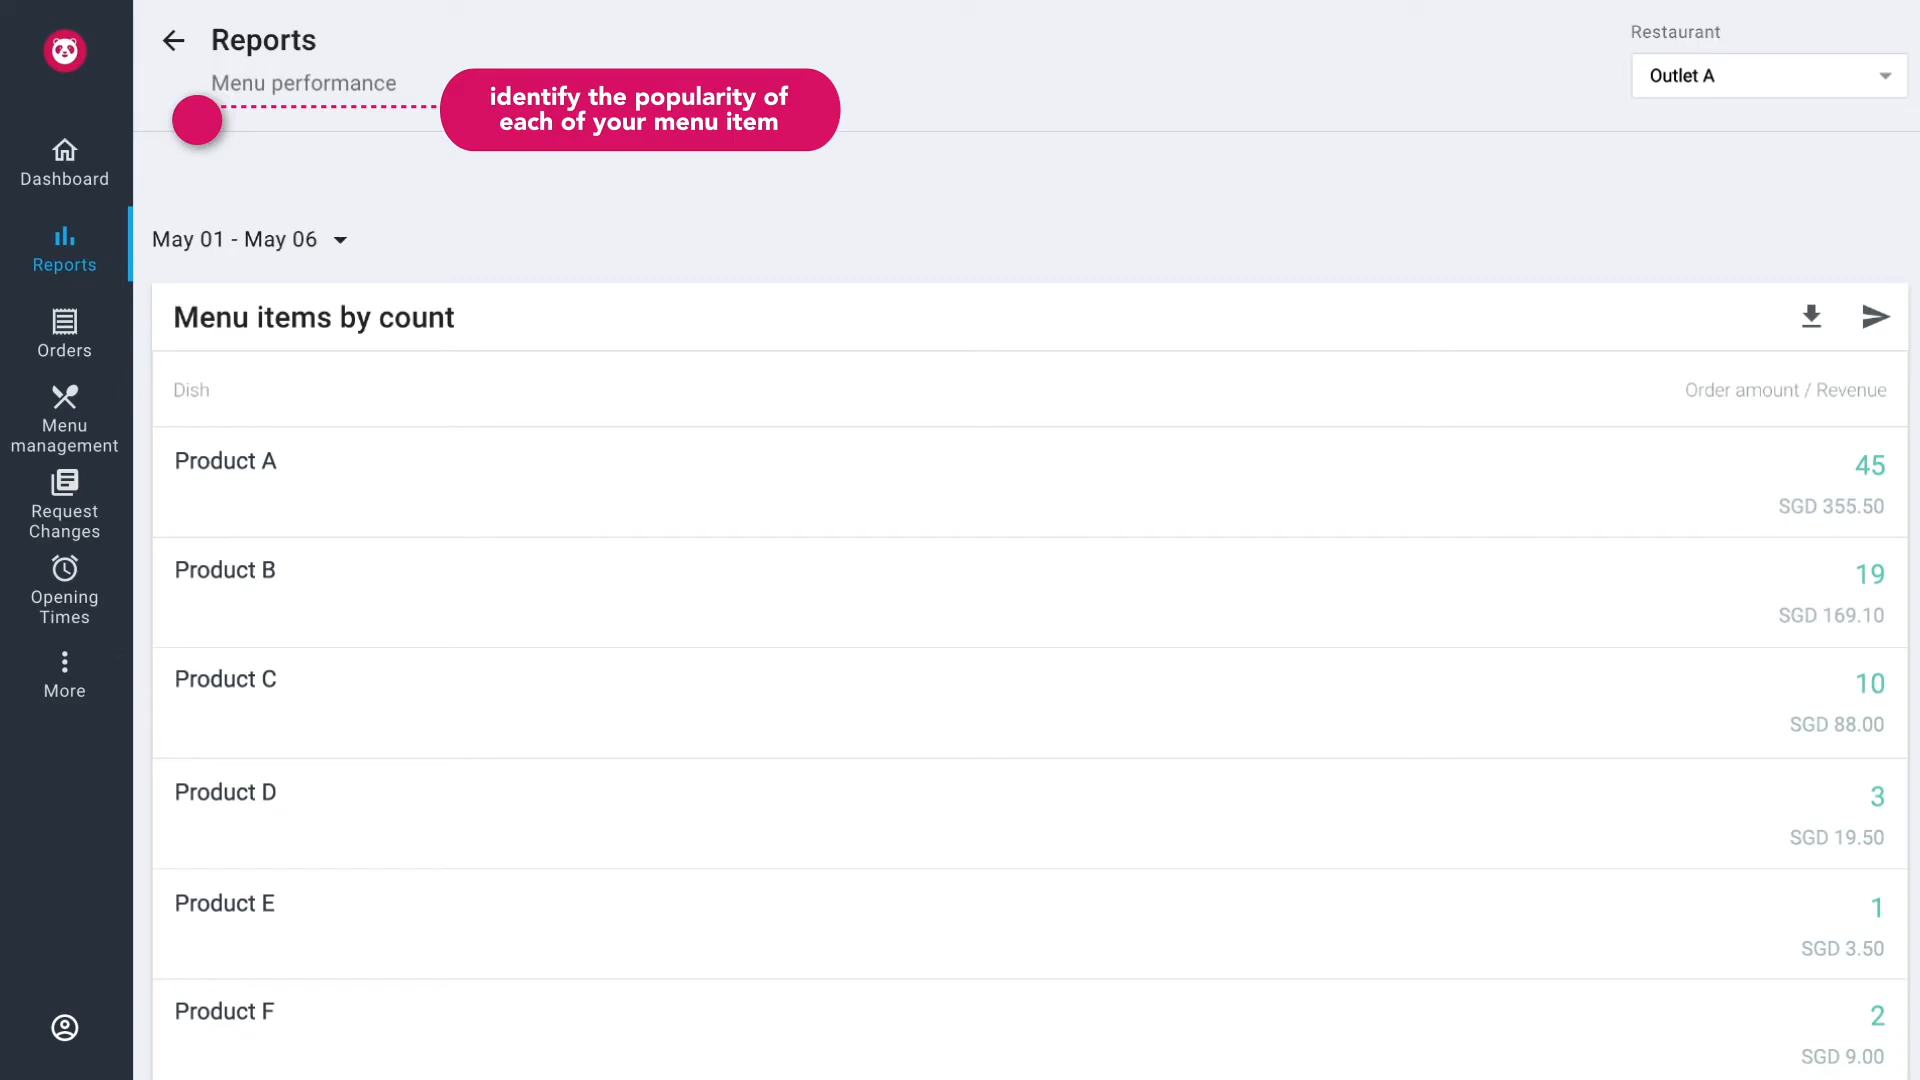 Reports
Menu performance
identify the popularity of
each of your menu item
Restaurant
Outlet A
Dashboard
Reports
Orders
Menu
management
Request
Changes
Opening
Times
More
May 01 - May 06
Menu items by count
Dish
Order amount / Revenue
Product A
45
SGD 355.50
Product B
19
SGD 169.10
Product C
10
SGD 88.00
Product D
3
SGD 19.50
Product E
1
SGD 3.50
Product F
2
SGD 9.00